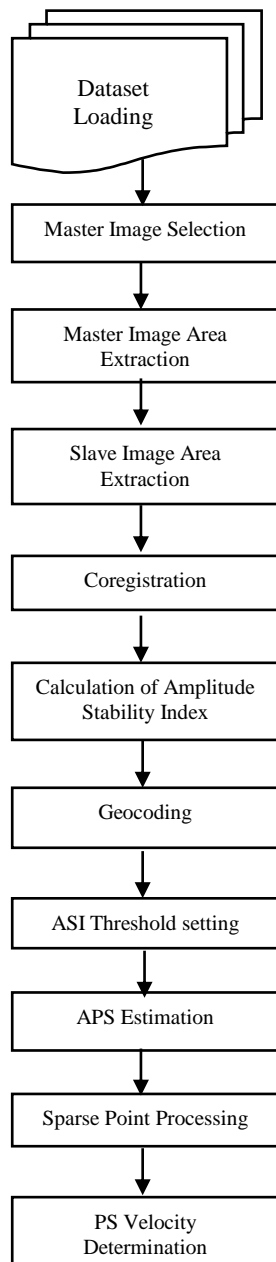 Dataset
Loading
Master Image Selection
Master Image Area
Extraction
Slave Image Area
Extraction
Coregistration
Calculation of Amplitude
Stability Index
Geocoding
ASI Threshold setting
APS Estimation
Sparse Point Processing
PS Velocity
Determination